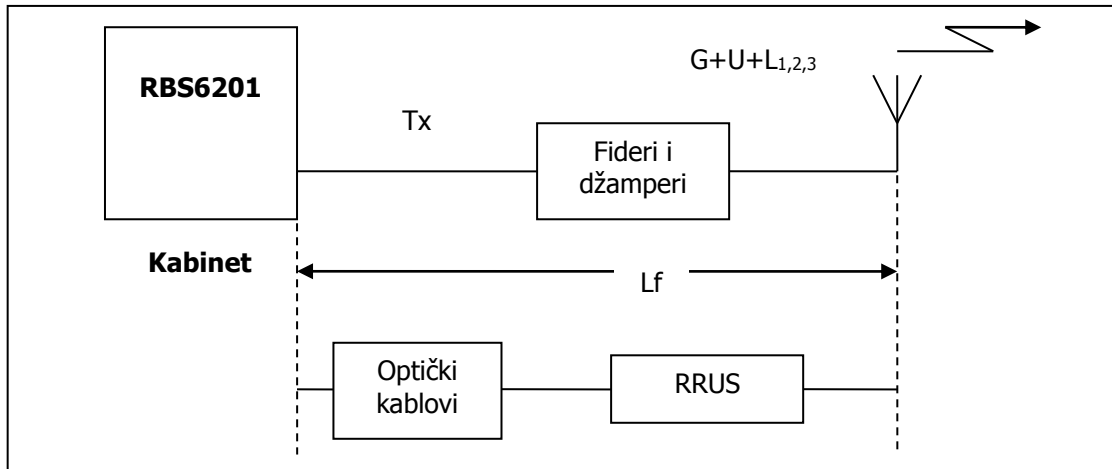 RBS6201
G+U+L1,2,3
Tx
Fideri i
džamperi
Kabinet
Lf
Optički
kablovi
RRUS